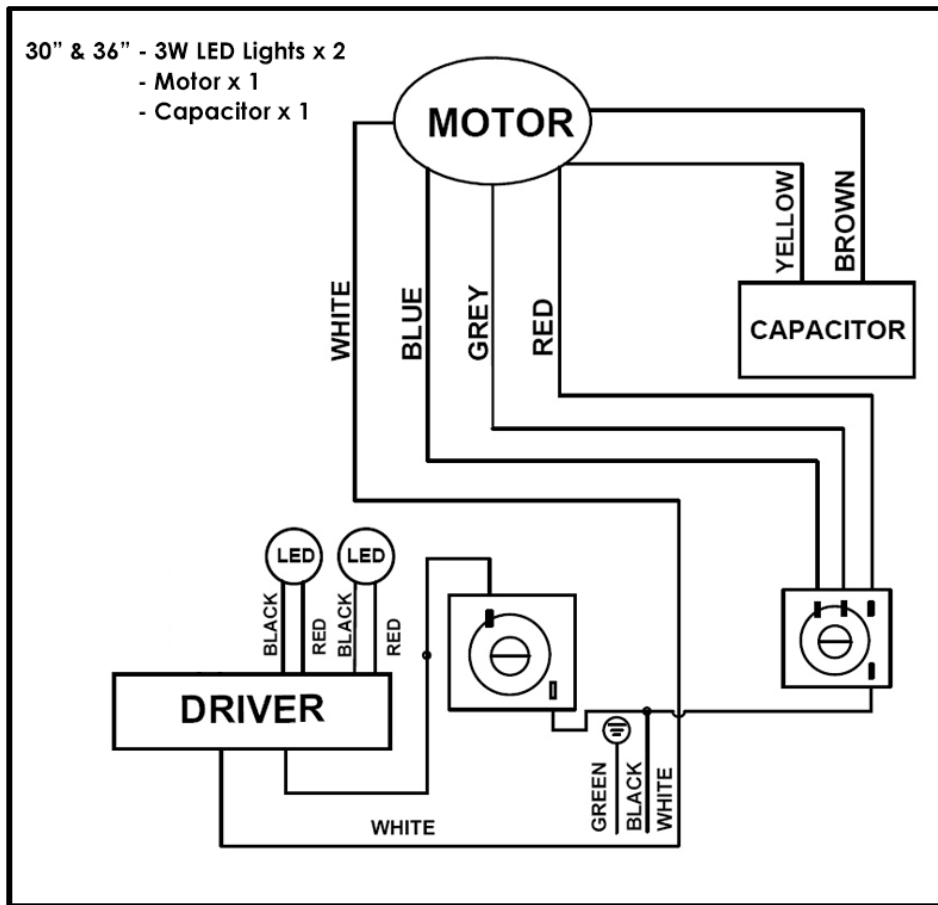 30” & 36” - 3W LED Lights x 2
- Motor x 1
- Capacitor x 1
MOTOR
WHITE
BLUE
GREY
RED
YELLOW
BROWN
CAPACITOR
LED
LED
BLACK
RED
BLACK
RED
DRIVER
GREEN
BLACK
WHITE
WHITE